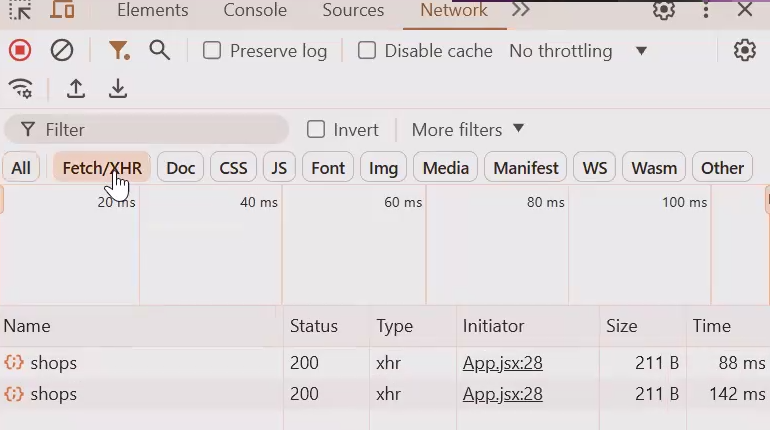 Elements Console Sources Network
Preserve log Disable cache No throttling
Filter Invert More filters
All Fetch/XHR Doc CSS JS Font Img Media Manifest WS Wasm Other
20 ms 40 ms 60 ms 80 ms 100 ms
Name Status Type Initiator Size Time
shops 200 xhr App.jsx:28 211 B 88 ms
shops 200 xhr App.jsx:28 211 B 142 ms